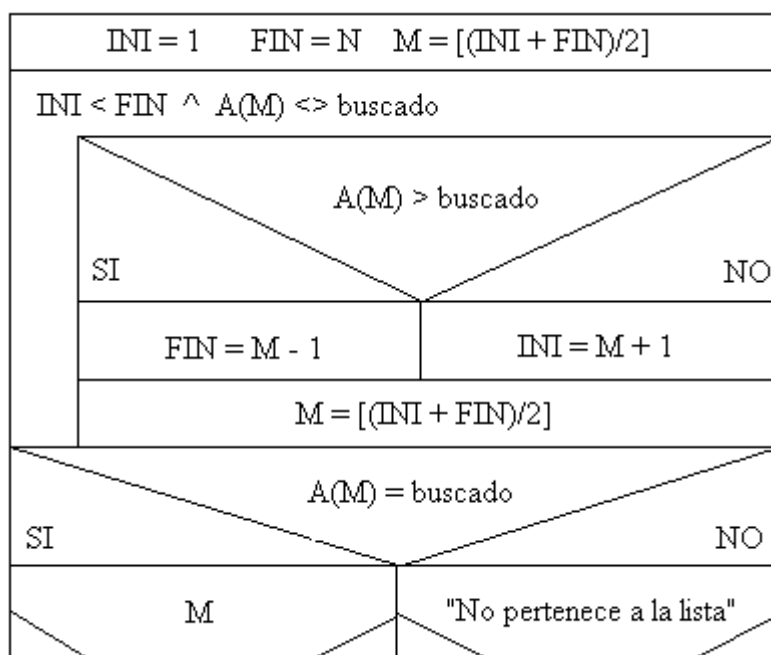 INI = 1 FIN = N M = [(INI + FIN)/2]
INI < FIN ^ A(M) <> buscado
A(M) > buscado
SI NO
FIN = M - 1 INI = M + 1
M = [(INI + FIN)/2]
A(M) = buscado
SI NO
M "No pertenece a la lista"